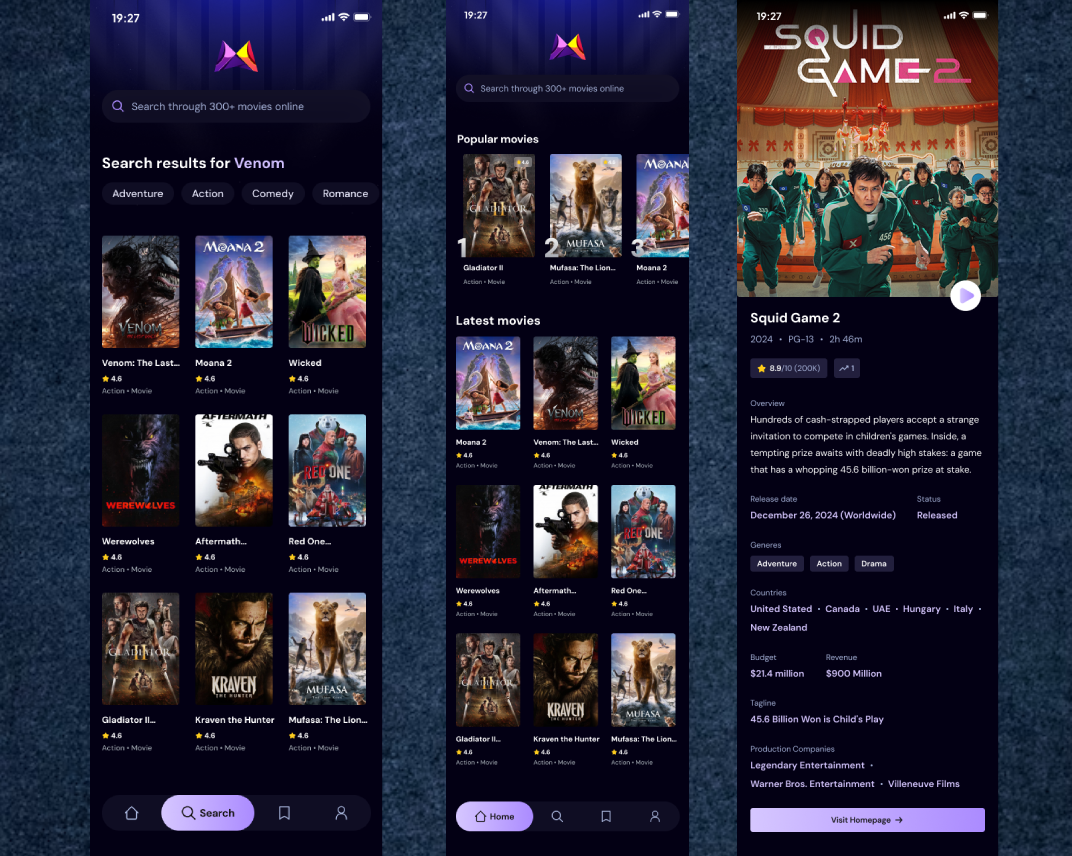 19:27
Search through 300+ movies online
Search results for Venom
Adventure
Action
Comedy
Romance
VENOM
MOANA 2
WICKED
Venom: The Last...
Moana 2
Wicked
4.6
4.6
4.6
Action • Movie
Action • Movie
Action • Movie
WEREWOLVES
AFTERMATH
RED ONE
Werewolves
Aftermath...
Red One...
4.6
4.6
4.6
Action • Movie
Action • Movie
Action • Movie
GLADIATOR
II
KRAVEN
THE HUNTER
MUFASA
Gladiator II...
Kraven the Hunter
Mufasa: The Lion...
4.6
4.6
4.6
Action • Movie
Action • Movie
Action • Movie
Search
19:27
Search through 300+ movies online
Popular movies
GLADIATOR
MUFASA
MOANA
1
2
3
Gladiator II
Mufasa: The Lion...
Moana 2
Action • Movie
Action • Movie
Action • Movie
Latest movies
MOANA 2
VENOM
WICKED
Moana 2
Venom: The Last...
Wicked
4.6
4.6
4.6
Action • Movie
Action • Movie
Action • Movie
WEREWOLVES
AFTERMATH
RED ONE
Werewolves
Aftermath...
Red One...
4.6
4.6
4.6
Action • Movie
Action • Movie
Action • Movie
GLADIATOR
II
KRAVEN
THE HUNTER
MUFASA
Gladiator II...
Kraven the Hunter
Mufasa: The Lion...
4.6
4.6
4.6
Action • Movie
Action • Movie
Action • Movie
Home
19:27
SQUID
GAME 2
456
Squid Game 2
2024 • PG-13 • 2h 46m
8.9/10 (200K)
1
Overview
Hundreds of cash-strapped players accept a strange
invitation to compete in children's games. Inside, a
tempting prize awaits with deadly high stakes: a game
that has a whopping 45.6 billion-won prize at stake.
Release date
Status
December 26, 2024 (Worldwide)
Released
Generes
Adventure
Action
Drama
Countries
United Stated • Canada • UAE • Hungary • Italy •
New Zealand
Budget
Revenue
$21.4 million
$900 Million
Tagline
45.6 Billion Won is Child's Play
Production Companies
Legendary Entertainment •
Warner Bros. Entertainment • Villeneuve Films
Visit Homepage →